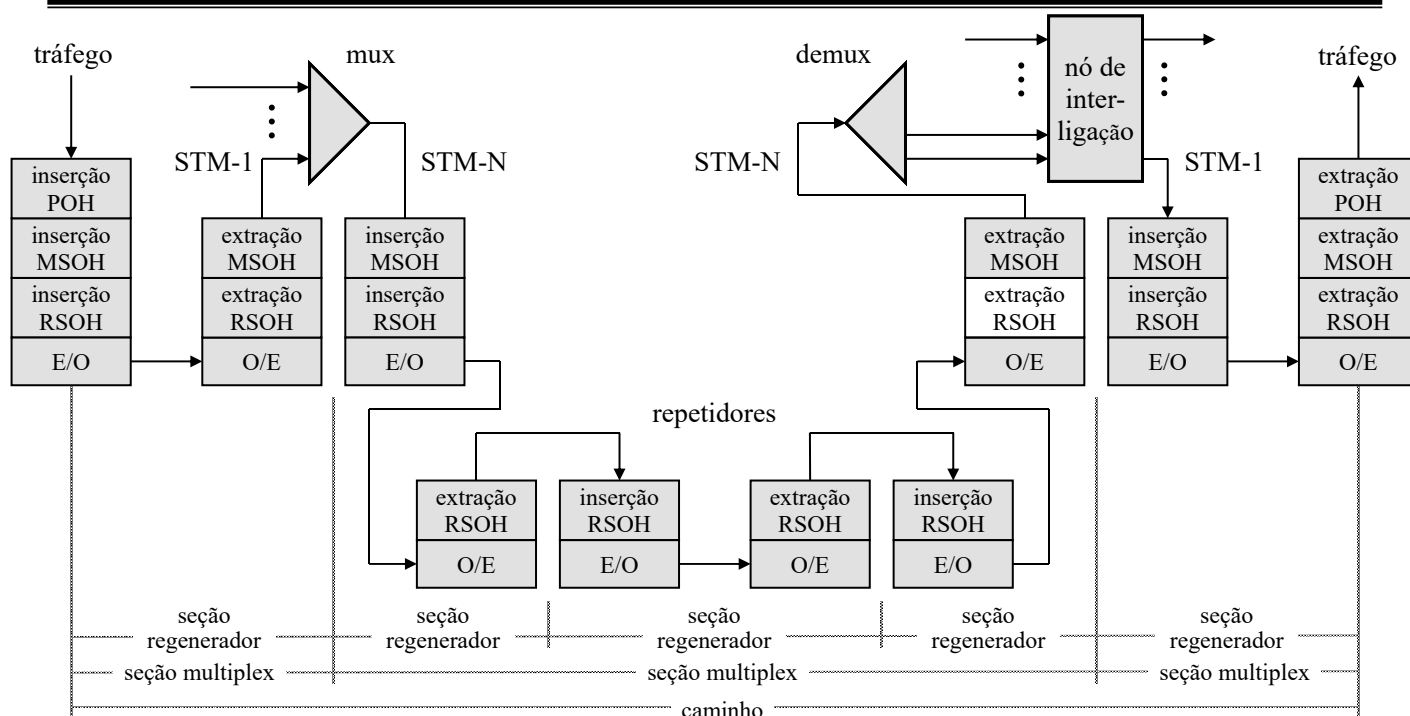 tráfego
mux
demux
nó de
inter-
ligação
tráfego
STM-1
STM-N
STM-N
STM-1
inserção
POH
inserção
MSOH
inserção
RSOH
E/O
extração
MSOH
extração
RSOH
O/E
inserção
MSOH
inserção
RSOH
E/O
extração
MSOH
extração
RSOH
O/E
inserção
MSOH
inserção
RSOH
E/O
extração
POH
extração
MSOH
extração
RSOH
O/E
repetidores
extração
RSOH
O/E
inserção
RSOH
E/O
extração
RSOH
O/E
inserção
RSOH
E/O
seção
regenerador
seção
regenerador
seção
regenerador
seção
regenerador
seção
regenerador
seção multiplex
seção multiplex
seção multiplex
caminho